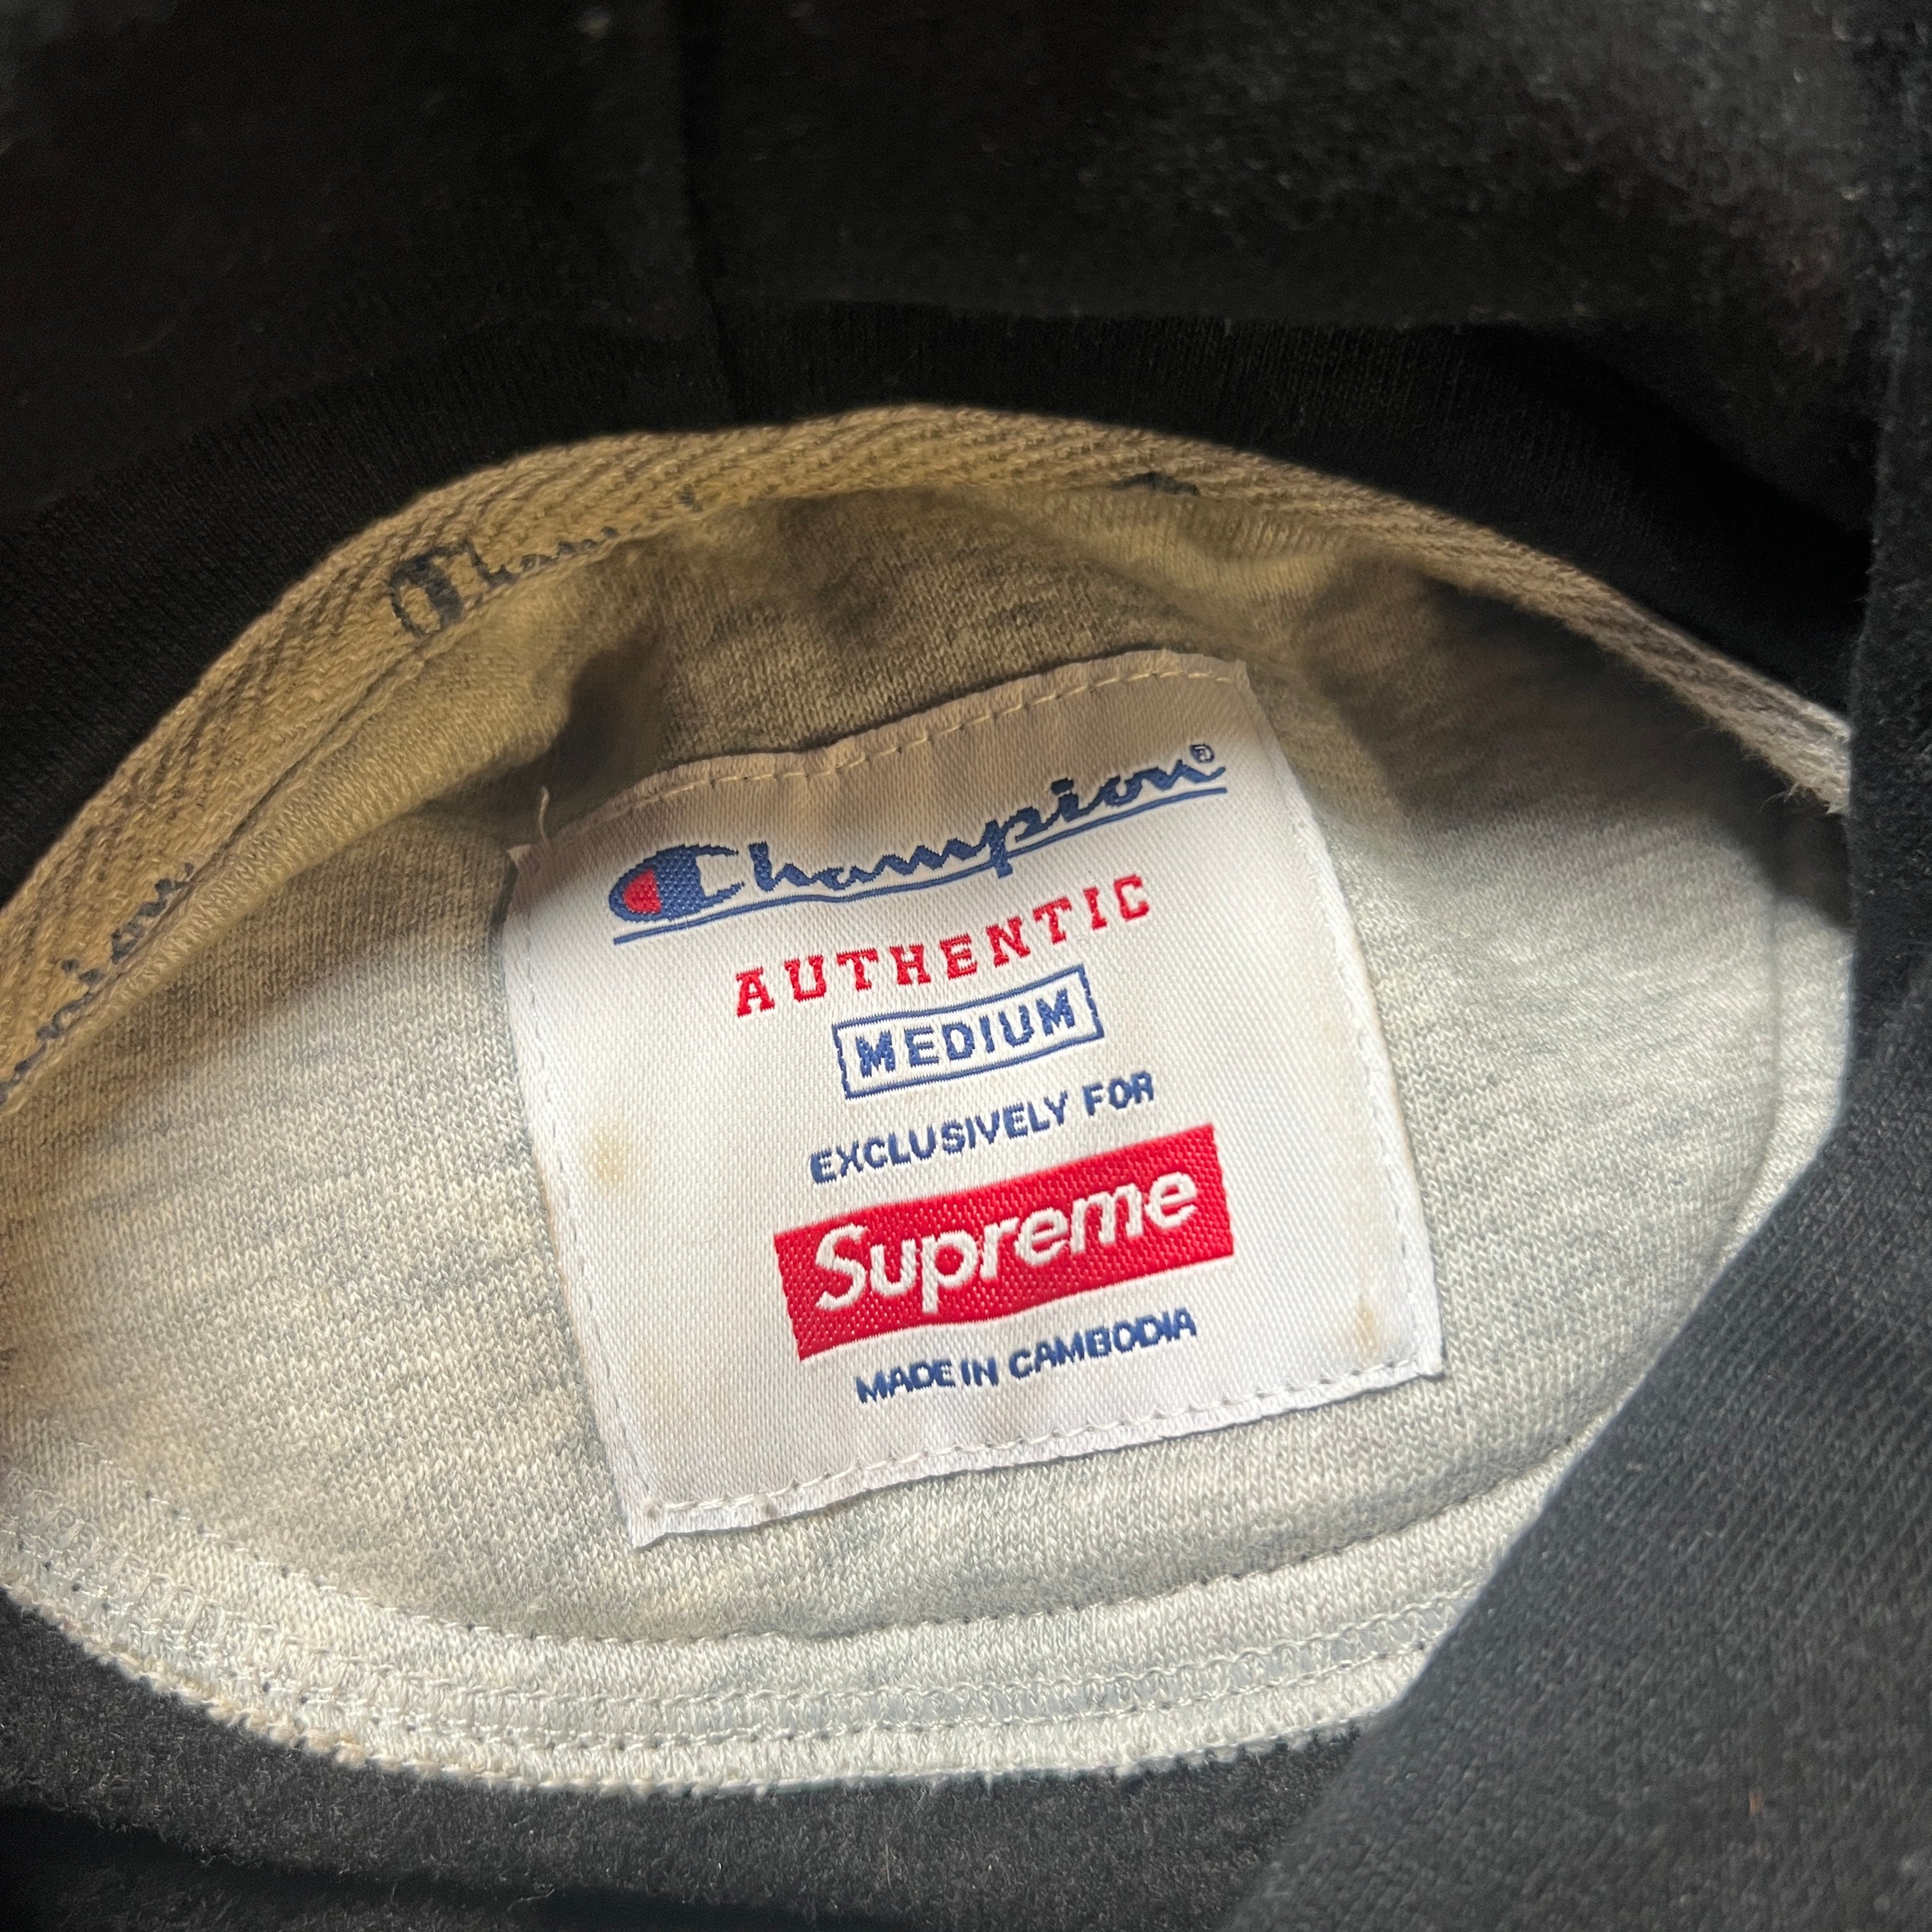 Champion®
AUTHENTIC
MEDIUM
EXCLUSIVELY FOR
Supreme
MADE IN CAMBODIA